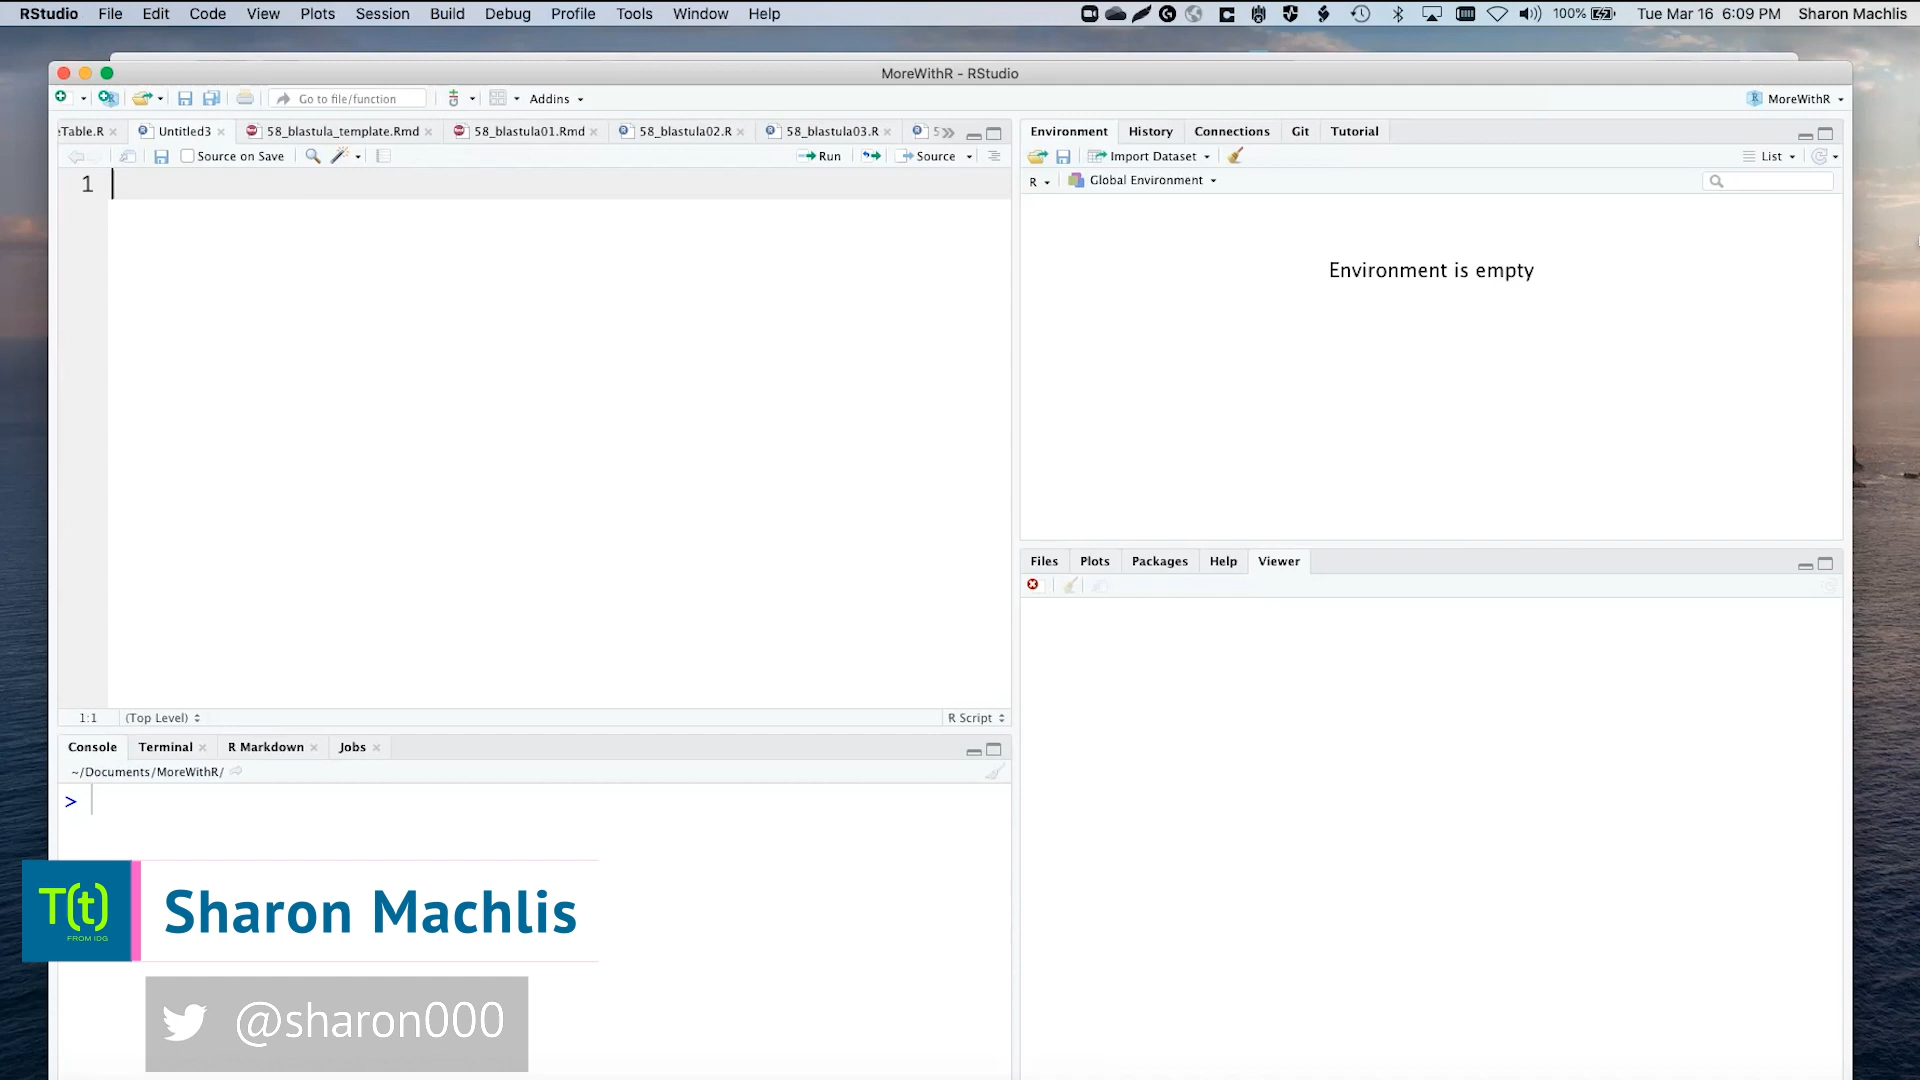 RStudio File Edit Code View Plots Session Build Debug Profile Tools Window Help 100% Tue Mar 16 6:09 PM Sharon Machlis
MoreWithR - RStudio
Go to file/function Addins MoreWithR
eTable.R Untitled3 58_blastula_template.Rmd 58_blastula01.Rmd 58_blastula02.R 58_blastula03.R 5
Source on Save Run Source
1
1:1 (Top Level) R Script
Console Terminal R Markdown Jobs
~/Documents/MoreWithR/
>
Environment History Connections Git Tutorial
Import Dataset List
R Global Environment
Environment is empty
Files Plots Packages Help Viewer
T(t)
FROM IDG
Sharon Machlis
@sharon000